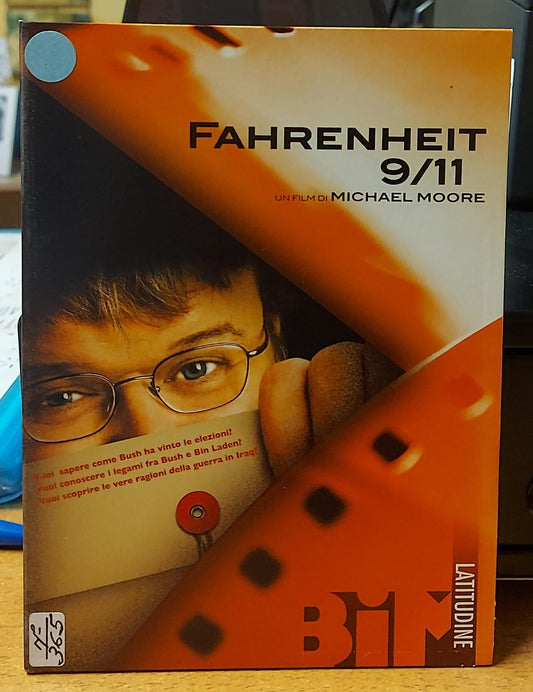 FAHRENHEIT
9/11
UN FILM DI MICHAEL MOORE
Vuoi sapere come Bush ha vinto le elezioni?
Vuoi conoscere i legami fra Bush e Bin Laden?
Vuoi scoprire le vere ragioni della guerra in Iraq?
BiM
LATITUDINE
365